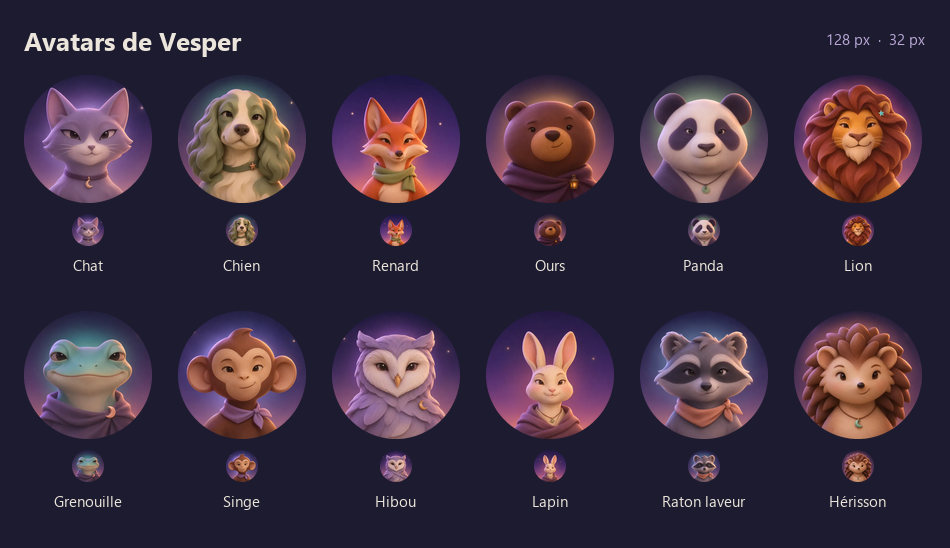 Avatars de Vesper
128 px · 32 px
Chat
Chien
Renard
Ours
Panda
Lion
Grenouille
Singe
Hibou
Lapin
Raton laveur
Hérisson